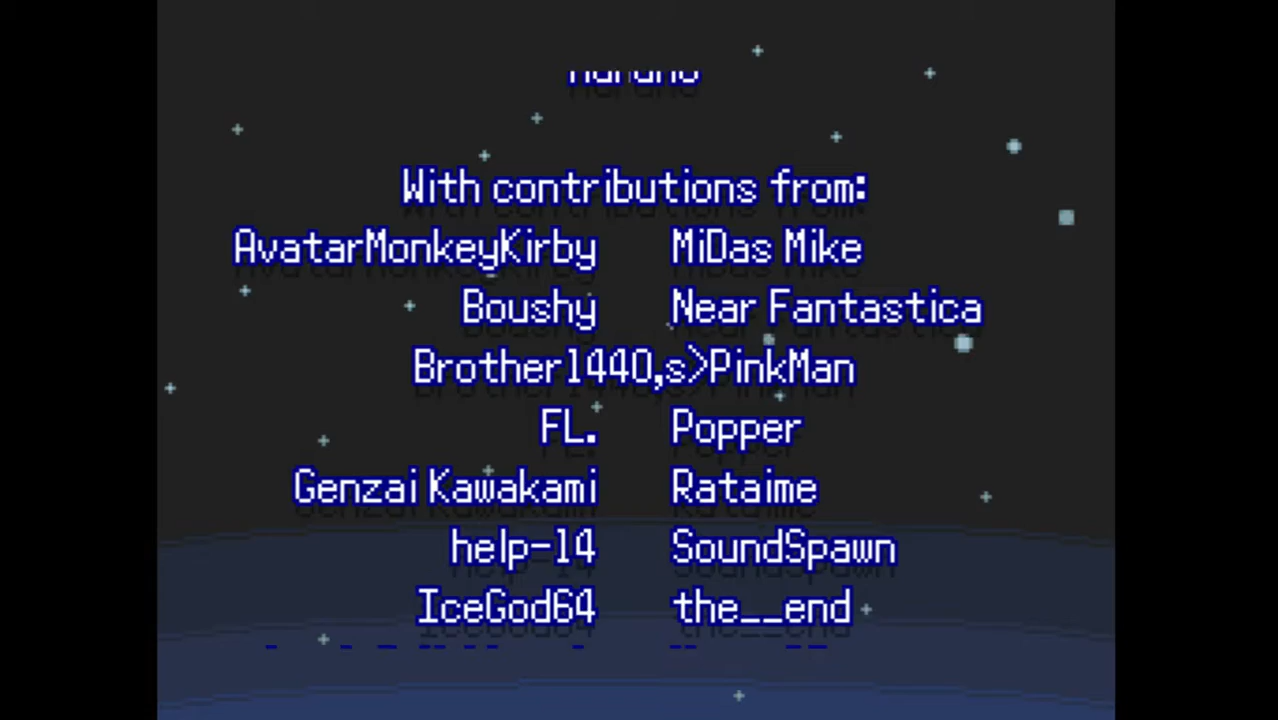 With contributions from:
AvatarMonkeyKirby MiDas Mike
Boushy Near Fantastica
Brother1440,s>PinkMan
FL. Popper
Genzai Kawakami Rataime
help-14 SoundSpawn
IceGod64 the__end